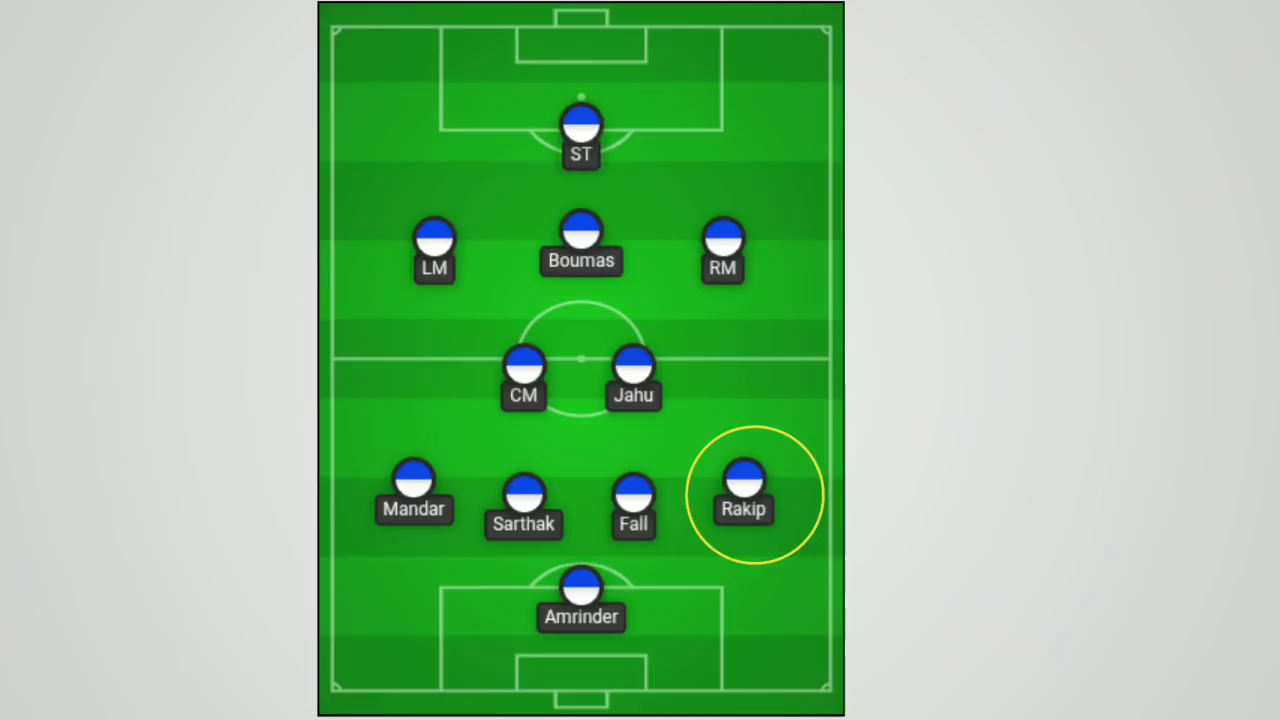 ST
LM
Boumas
RM
CM
Jahu
Mandar
Sarthak
Fall
Rakip
Amrinder